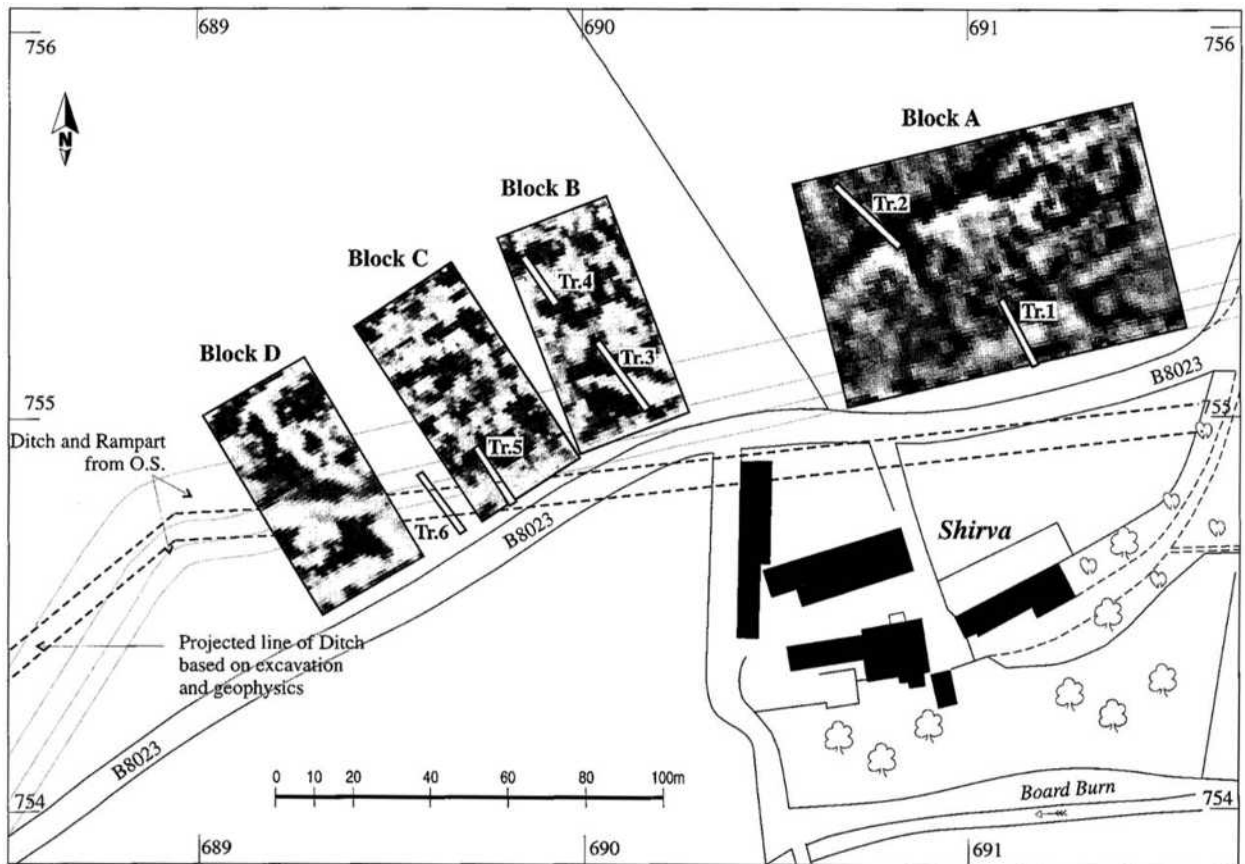 689
690
691
756
756
Block A
N
Block B
Tr.2
Block C
Tr.4
Tr.1
Block D
Tr.3
B8023
755
755
Ditch and Rampart
from O.S.
Tr.5
Tr.6
B8023
Shirva
Projected line of Ditch
based on excavation
and geophysics
B8023
0 10 20 40 60 80 100m
Board Burn
754
754
689
690
691